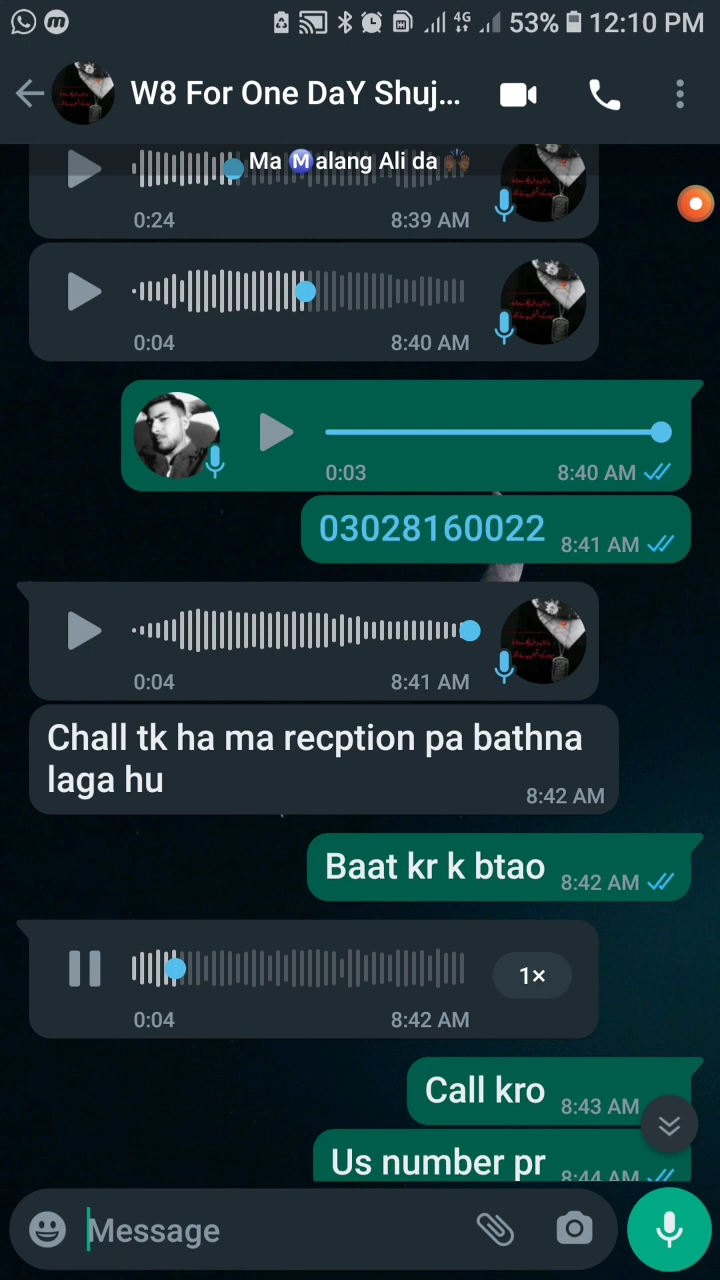 4G 53% 12:10 PM
W8 For One DaY Shuj...
Ma Ⓜ️alang Ali da 🙌🏾
0:24 8:39 AM
0:04 8:40 AM
0:03 8:40 AM
03028160022 8:41 AM
0:04 8:41 AM
Chall tk ha ma recption pa bathna
laga hu 8:42 AM
Baat kr k btao 8:42 AM
1×
0:04 8:42 AM
Call kro 8:43 AM
Us number pr 8:44 AM
Message